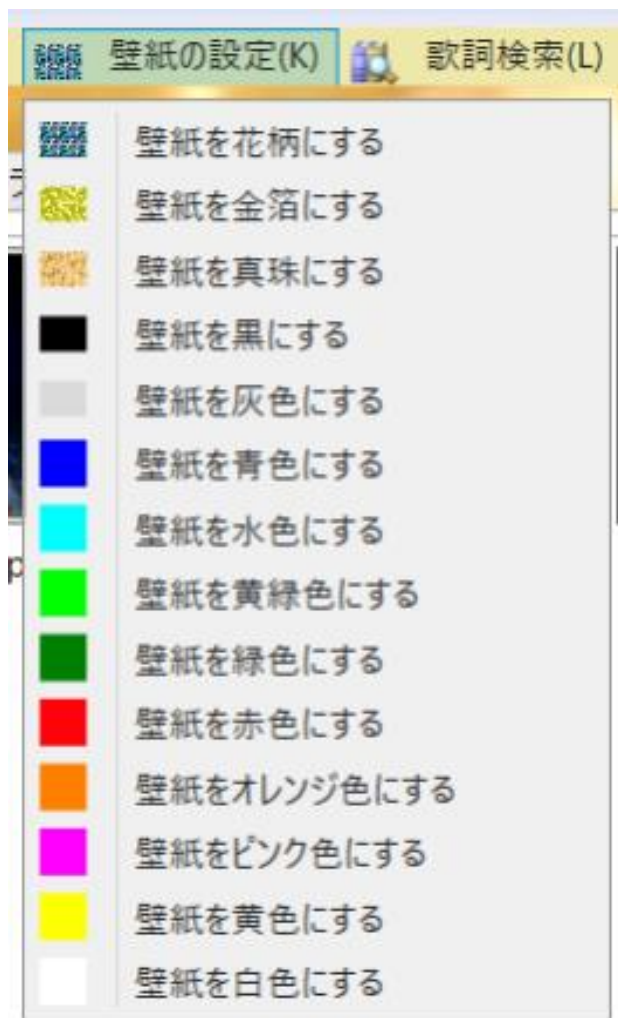 壁紙の設定(K) 歌詞検索(L)
壁紙を花柄にする
壁紙を金箔にする
壁紙を真珠にする
壁紙を黒にする
壁紙を灰色にする
壁紙を青色にする
壁紙を水色にする
壁紙を黄緑色にする
壁紙を緑色にする
壁紙を赤色にする
壁紙をオレンジ色にする
壁紙をピンク色にする
壁紙を黄色にする
壁紙を白色にする